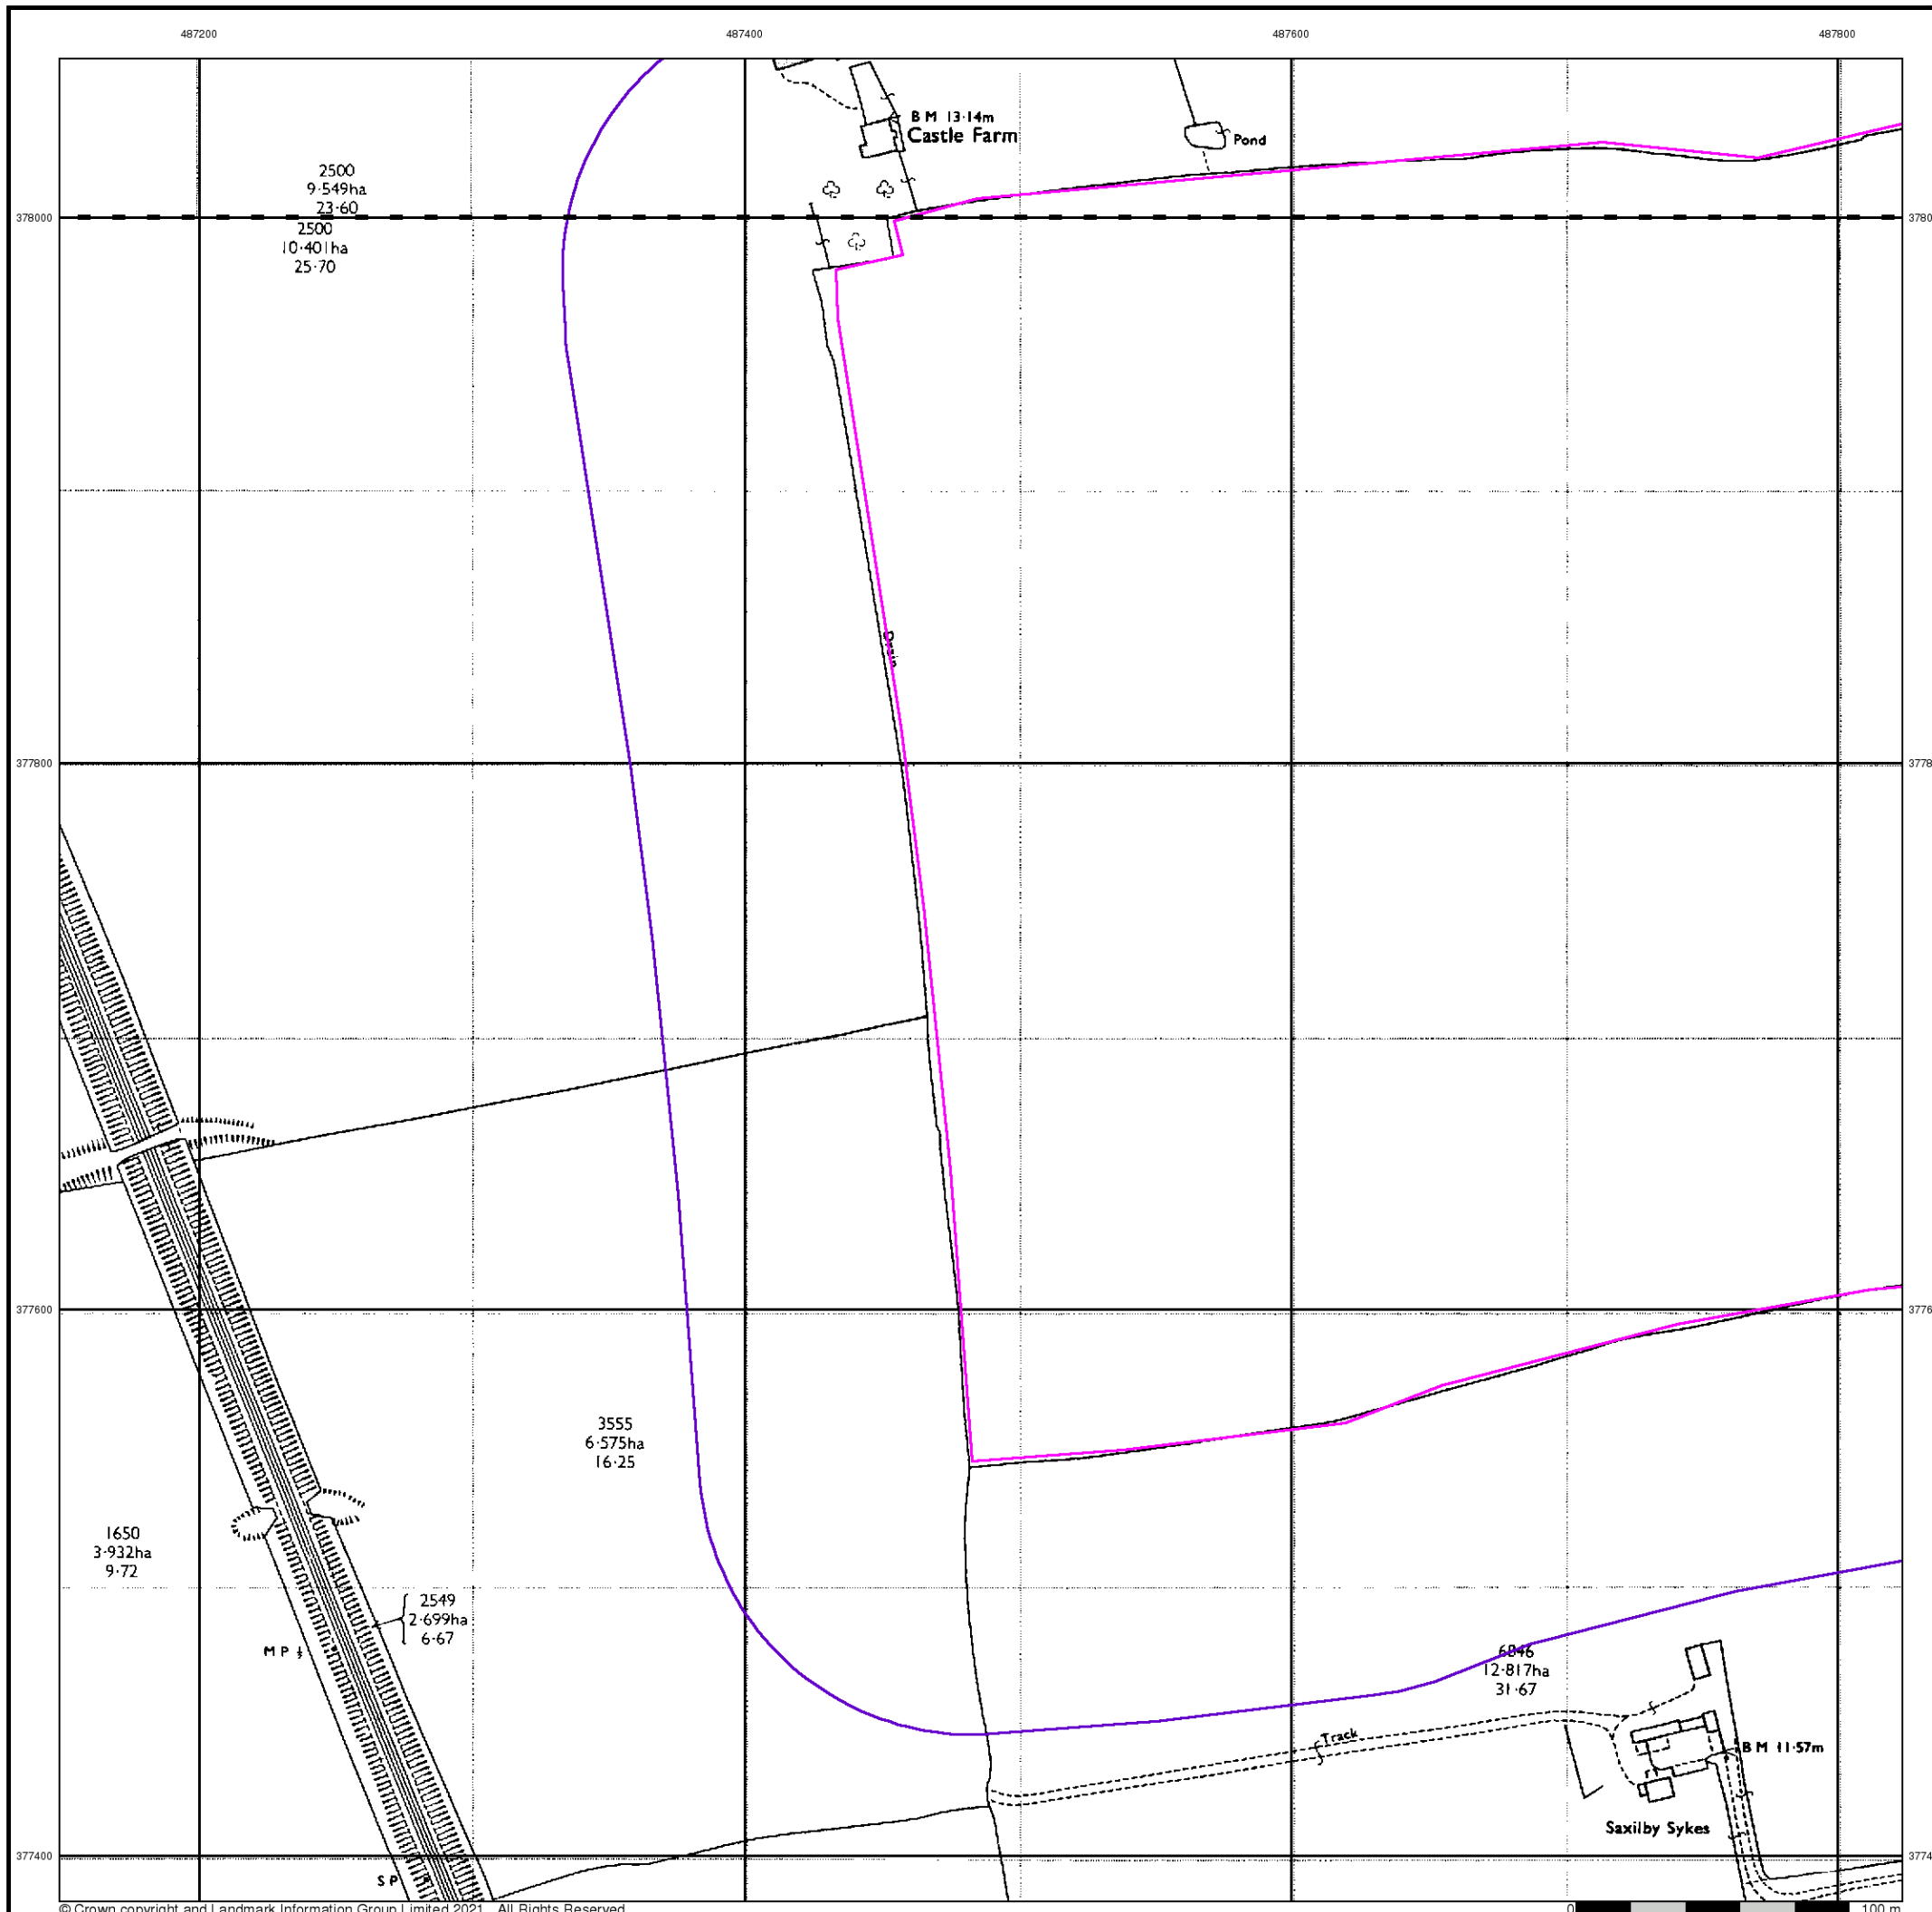 487200 487400 487600 487800
B M 13·14m
Castle Farm
Pond
2500
9·549ha
23·60
378000
2500
10·401ha
25·70
377800
377600
3555
6·575ha
16·25
1650
3·932ha
9·72
2549
2·699ha
6·67
M P ½
6846
12·817ha
31·67
Track
B M 11·57m
Saxilby Sykes
377400
S P
© Crown copyright and Landmark Information Group Limited 2021. All Rights Reserved.
0 100 m